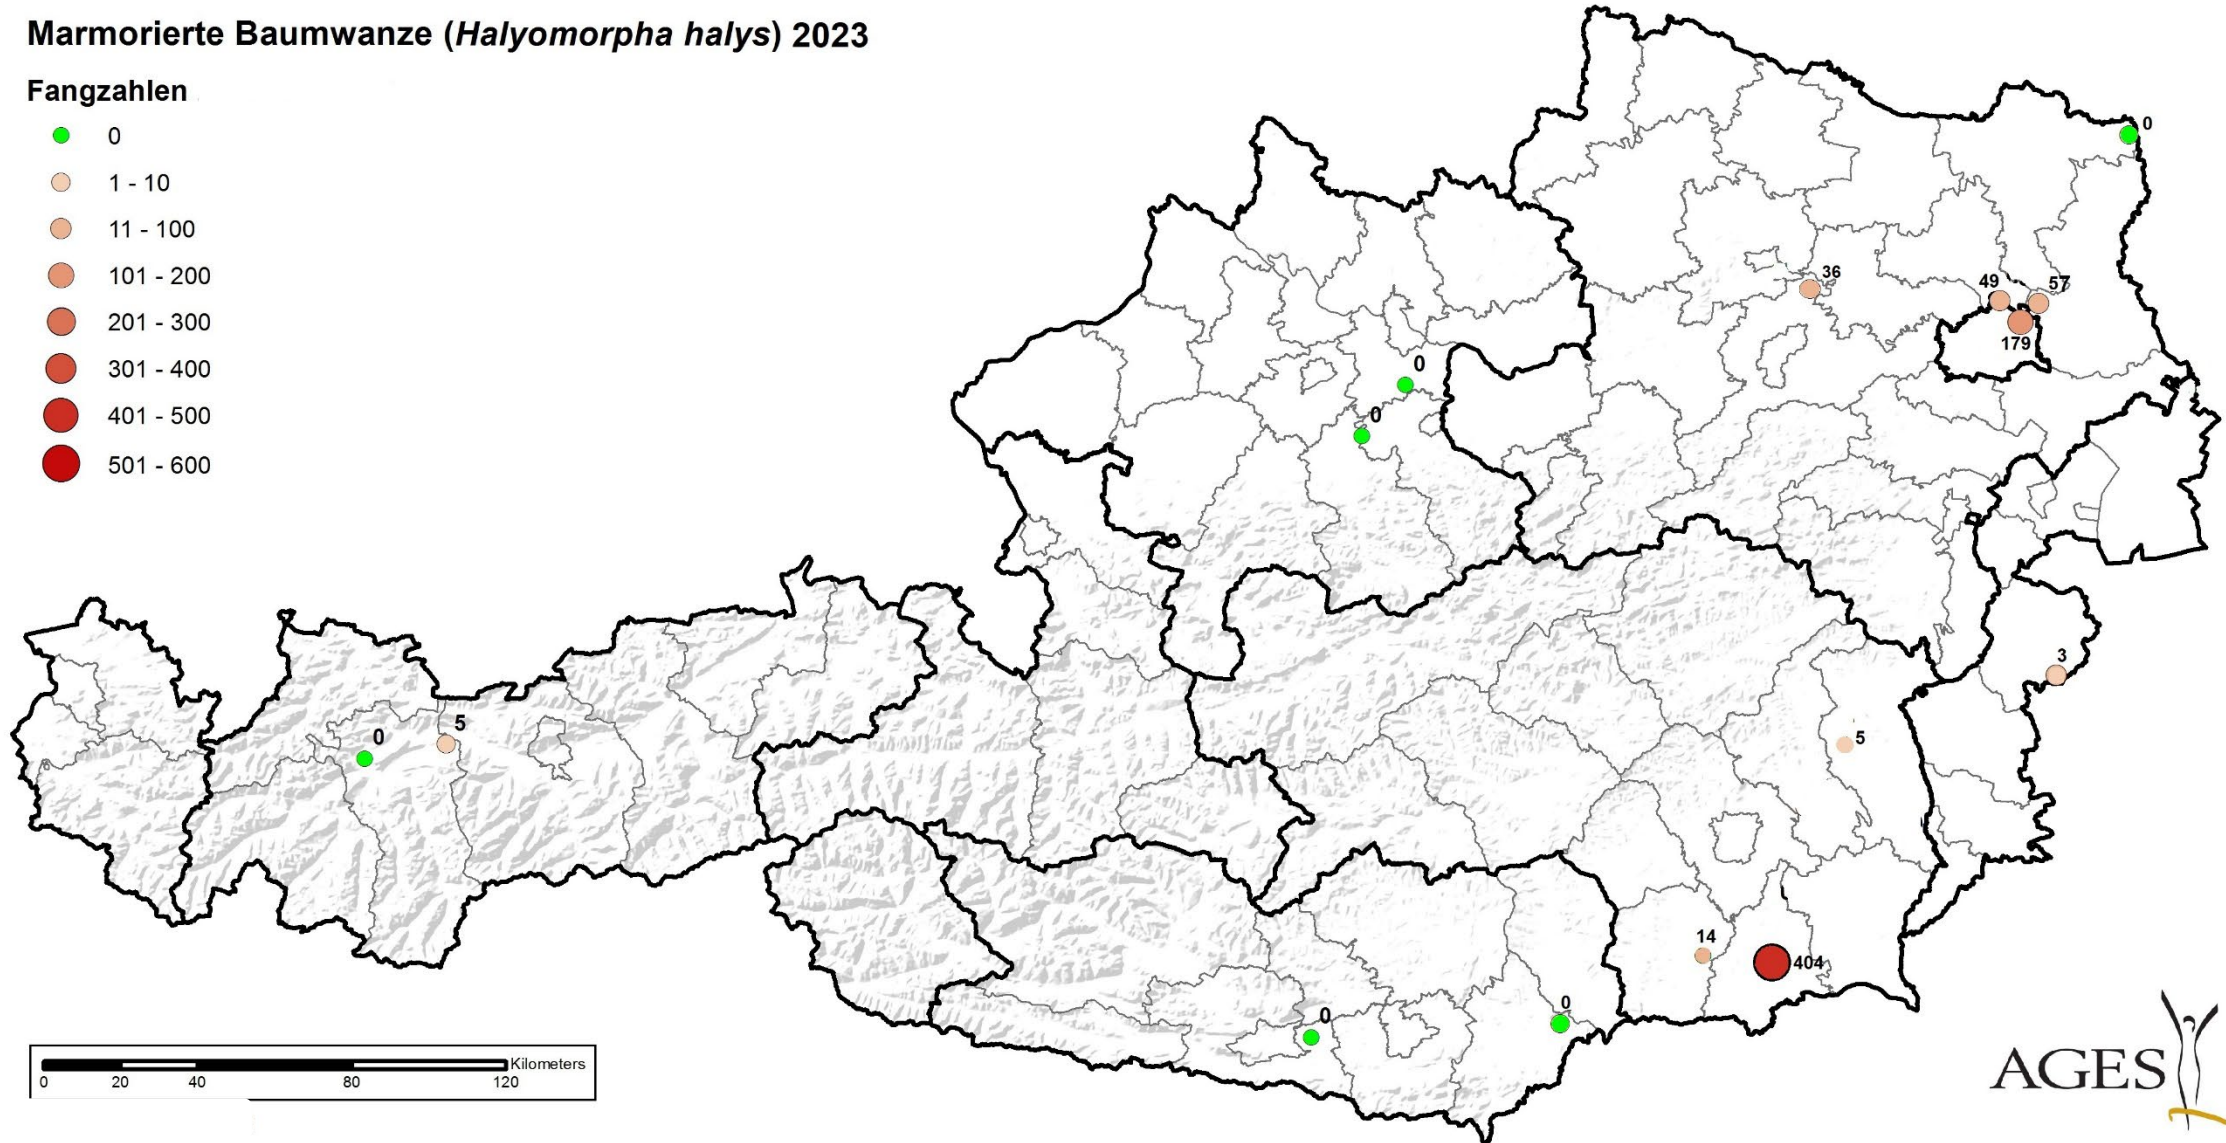 Marmorierte Baumwanze (Halyomorpha halys) 2023
Fangzahlen
0
1 - 10
11 - 100
101 - 200
201 - 300
301 - 400
401 - 500
501 - 600
0
36
49
57
179
0
0
3
0
5
5
14
404
0
0
Kilometers
0 20 40 80 120
AGES